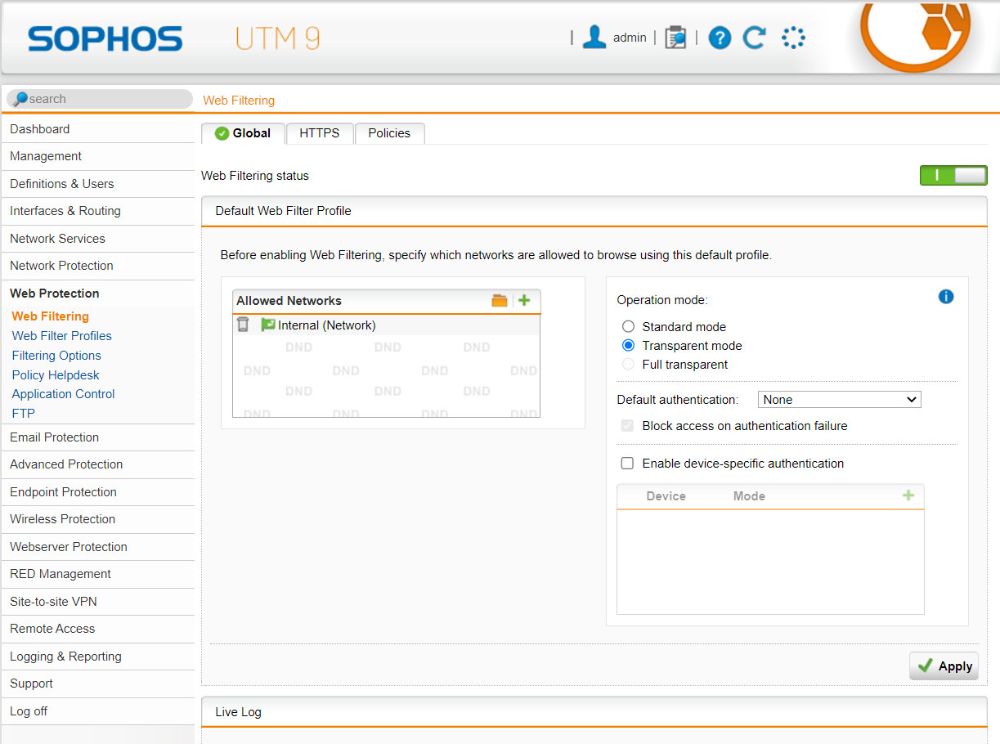 SOPHOS UTM 9
| admin | |
search
Web Filtering
Dashboard
Management
Definitions & Users
Interfaces & Routing
Network Services
Network Protection
Web Protection
Web Filtering
Web Filter Profiles
Filtering Options
Policy Helpdesk
Application Control
FTP
Email Protection
Advanced Protection
Endpoint Protection
Wireless Protection
Webserver Protection
RED Management
Site-to-site VPN
Remote Access
Logging & Reporting
Support
Log off
Global HTTPS Policies
Web Filtering status
Default Web Filter Profile
Before enabling Web Filtering, specify which networks are allowed to browse using this default profile.
Allowed Networks
Internal (Network)
DND DND DND
DND DND DND DND
DND DND DND
DND DND DND DND
Operation mode:
Standard mode
Transparent mode
Full transparent
Default authentication: None
Block access on authentication failure
Enable device-specific authentication
Device Mode
Apply
Live Log